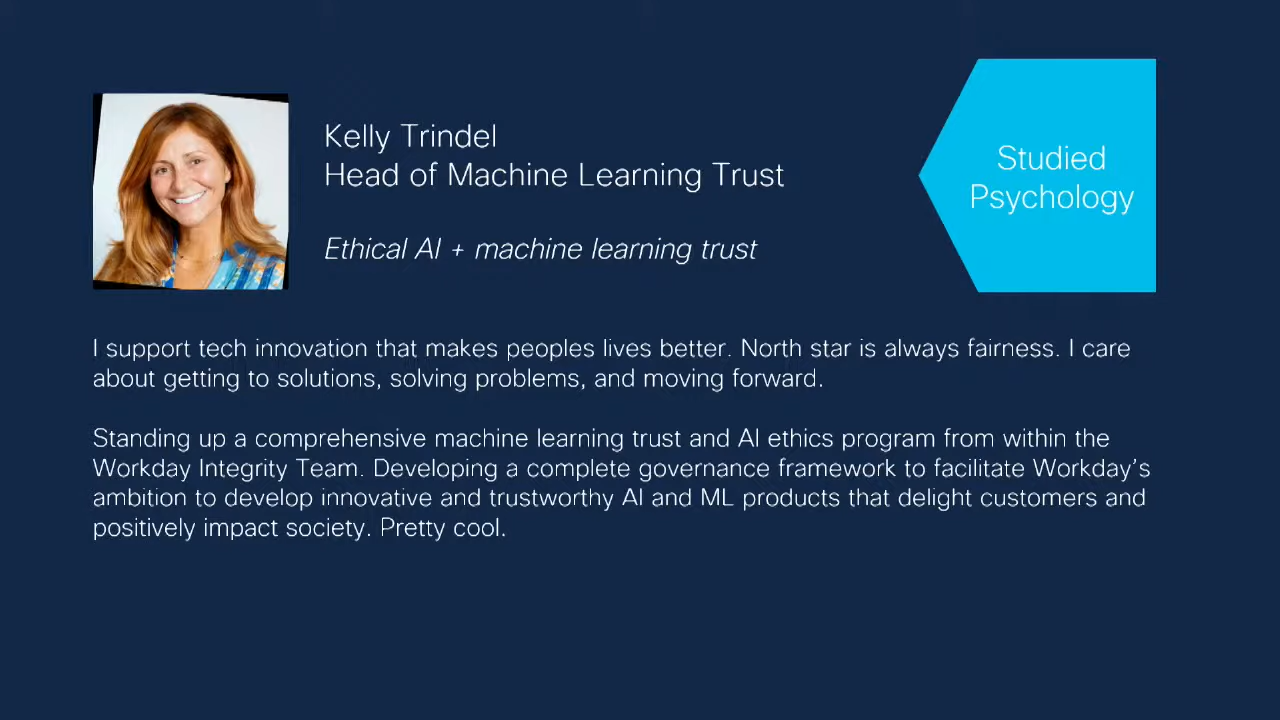 Kelly Trindel
Head of Machine Learning Trust
Ethical AI + machine learning trust
Studied
Psychology
I support tech innovation that makes peoples lives better. North star is always fairness. I care
about getting to solutions, solving problems, and moving forward.
Standing up a comprehensive machine learning trust and AI ethics program from within the
Workday Integrity Team. Developing a complete governance framework to facilitate Workday’s
ambition to develop innovative and trustworthy AI and ML products that delight customers and
positively impact society. Pretty cool.